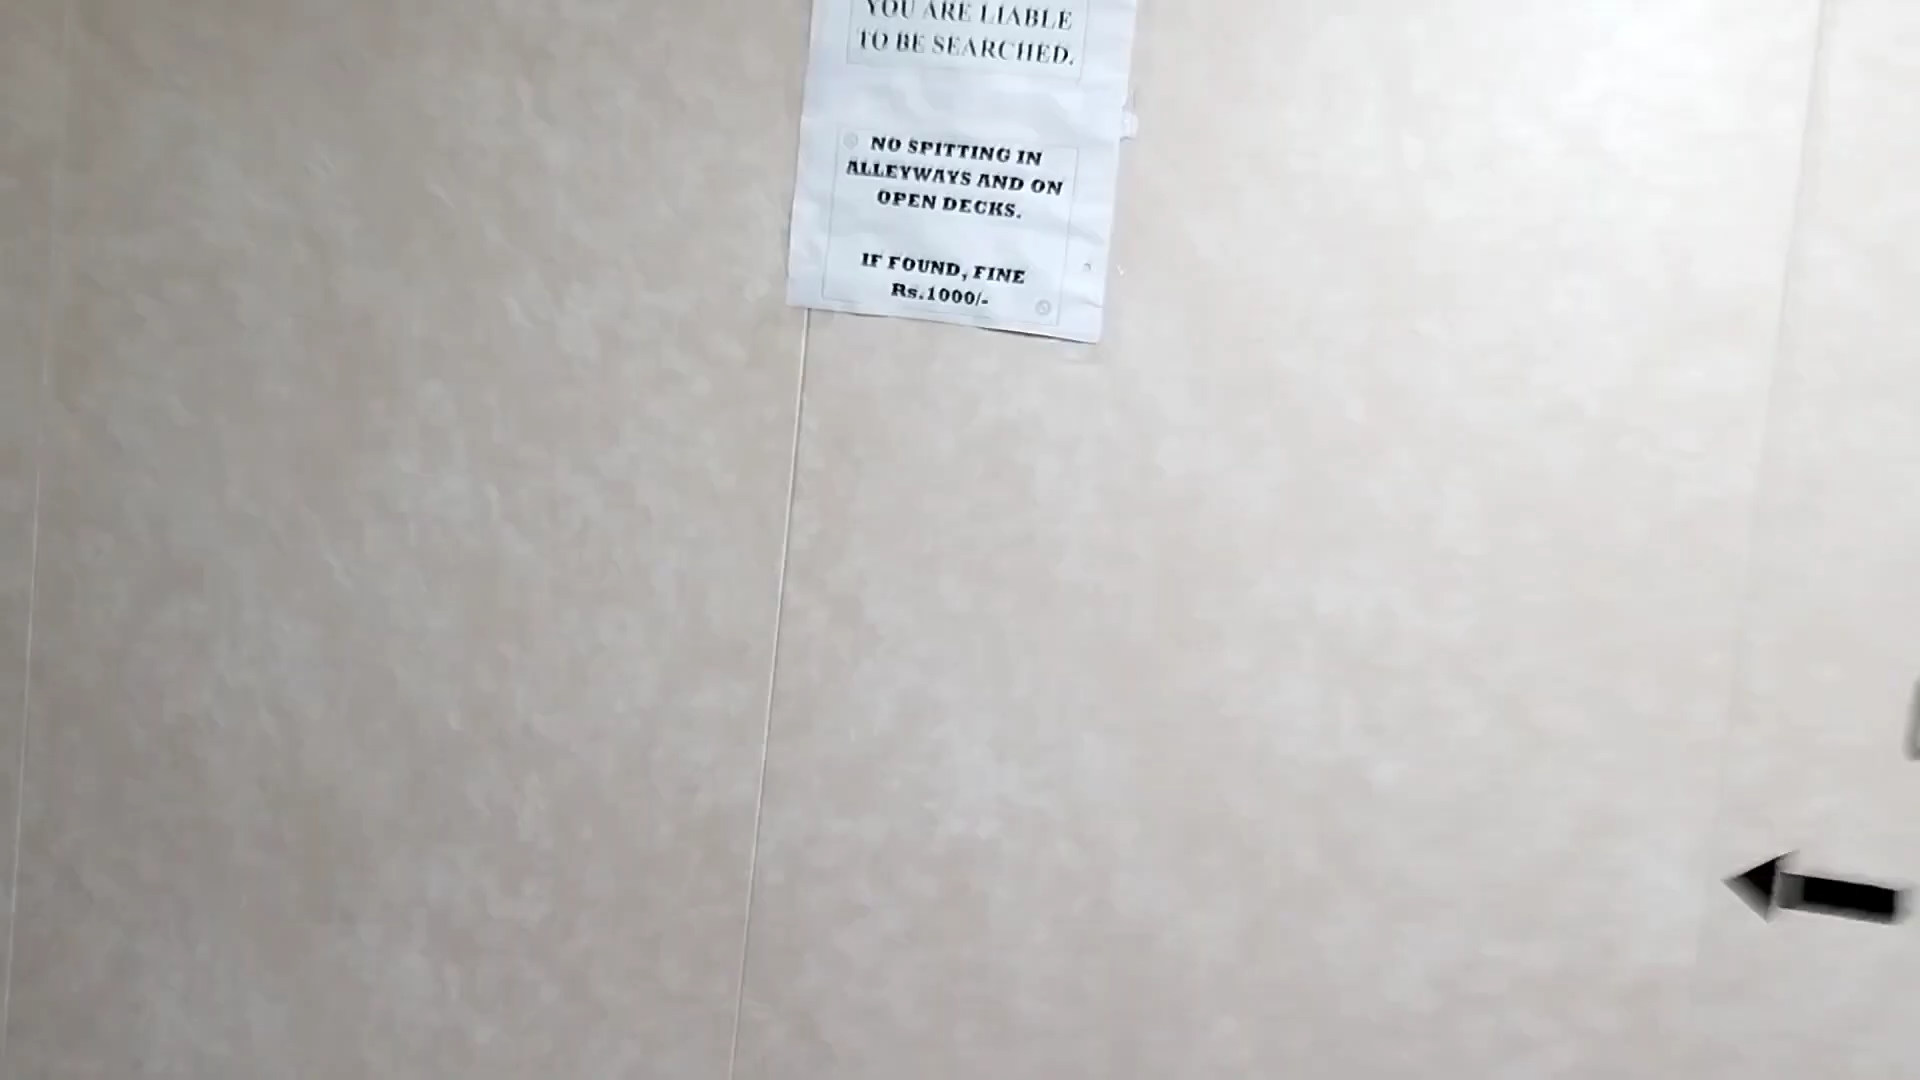 YOU ARE LIABLE
TO BE SEARCHED.
NO SPITTING IN
ALLEYWAYS AND ON
OPEN DECKS.
IF FOUND, FINE
Rs.1000/-